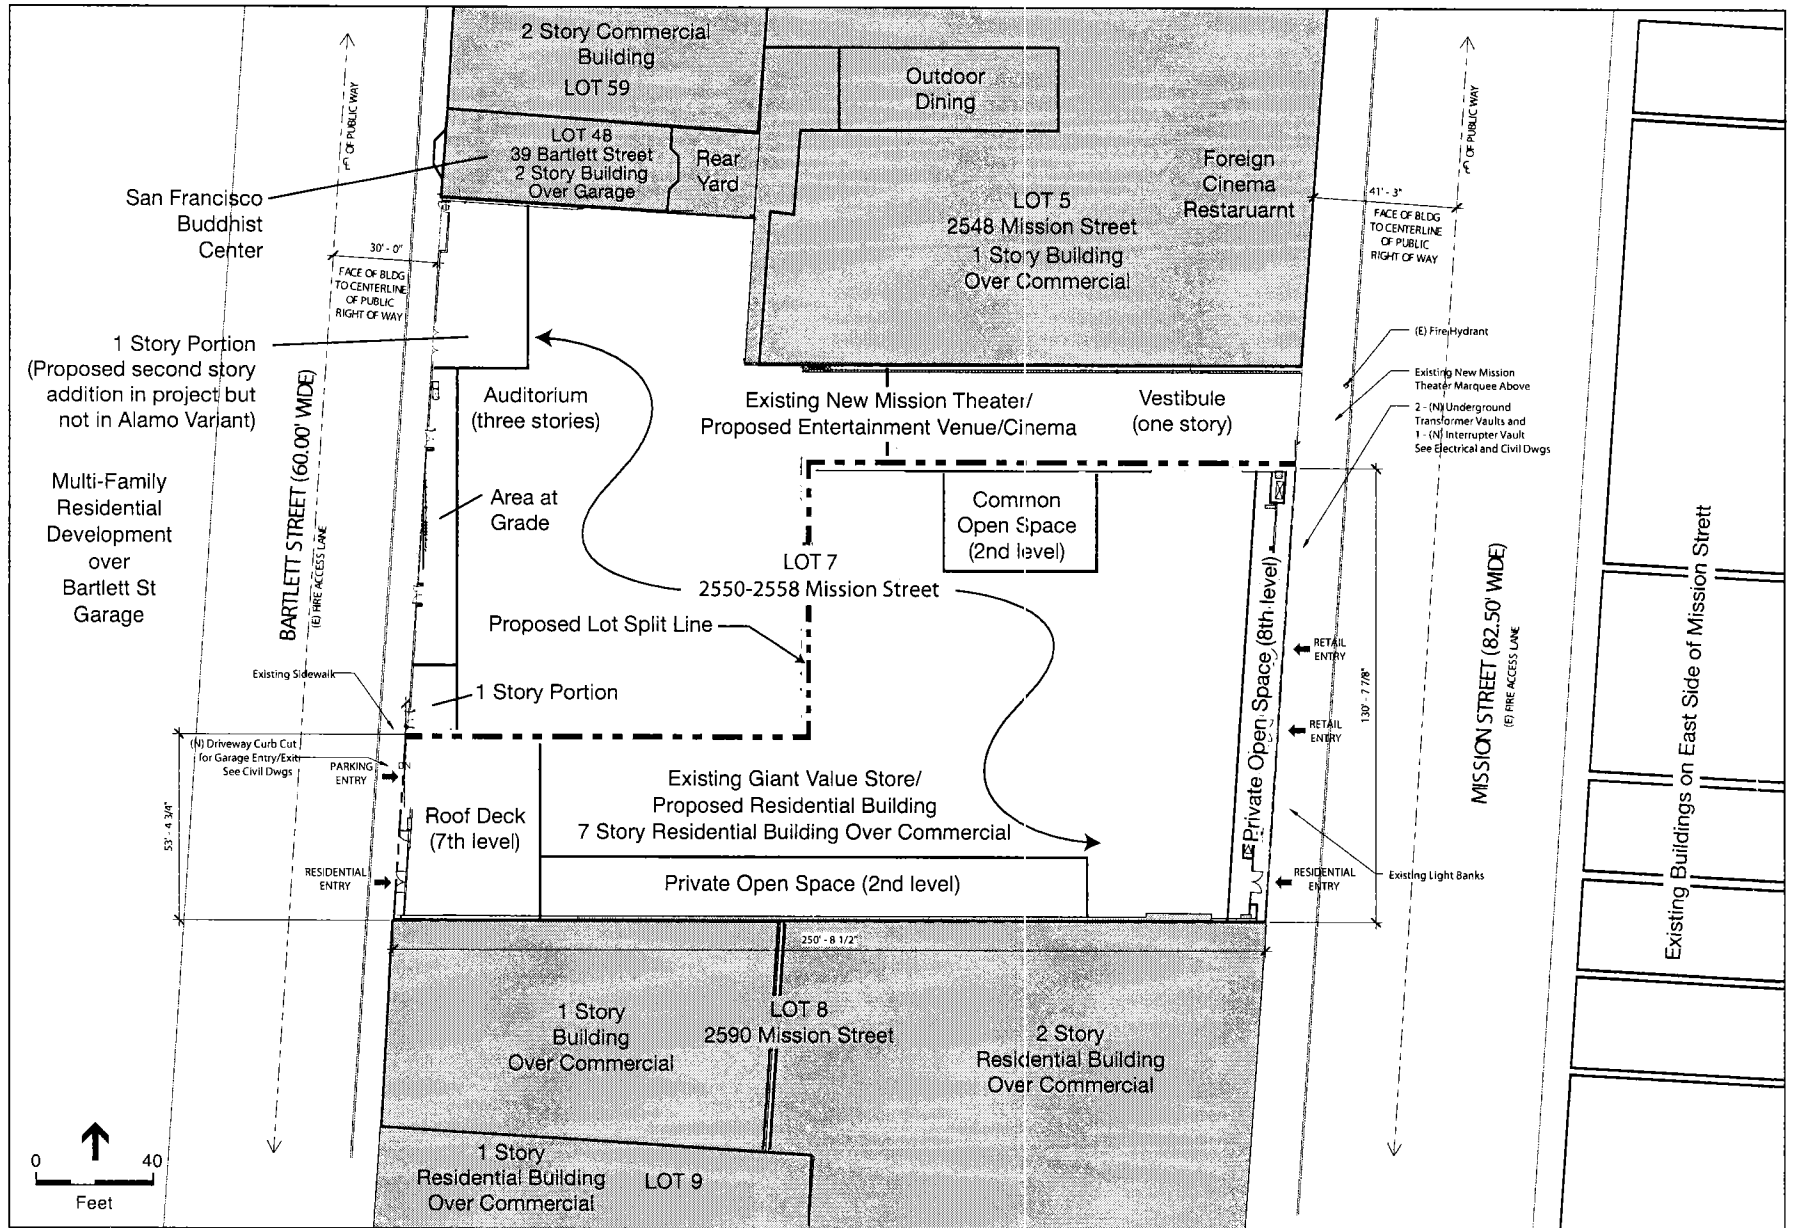 2 Story Commercial
Building
LOT 59
Outdoor
Dining
LOT 48
39 Bartlett Street
2 Story Building
Over Garage
Rear
Yard
Foreign
Cinema
Restaruarnt
LOT 5
2548 Mission Street
1 Story Building
Over Commercial
San Francisco
Buddhist
Center
℄ OF PUBLIC WAY
℄ OF PUBLIC WAY
30' - 0"
FACE OF BLDG
TO CENTERLINE
OF PUBLIC
RIGHT OF WAY
41' - 3"
FACE OF BLDG
TO CENTERLINE
OF PUBLIC
RIGHT OF WAY
1 Story Portion
(Proposed second story
addition in project but
not in Alamo Variant)
(E) Fire Hydrant
Existing New Mission
Theater Marquee Above
2 - (N) Underground
Transformer Vaults and
1 - (N) Interrupter Vault
See Electrical and Civil Dwgs
Auditorium
(three stories)
Existing New Mission Theater/
Proposed Entertainment Venue/Cinema
Vestibule
(one story)
Multi-Family
Residential
Development
over
Bartlett St
Garage
BARTLETT STREET (60.00' WIDE)
(E) FIRE ACCESS LANE
Area at
Grade
Common
Open Space
(2nd level)
LOT 7
2550-2558 Mission Street
Proposed Lot Split Line
Private Open Space (8th level)
RETAIL
ENTRY
RETAIL
ENTRY
130' - 7 7/8"
MISSION STREET (82.50' WIDE)
(E) FIRE ACCESS LANE
Existing Buildings on East Side of Mission Strett
Existing Sidewalk
1 Story Portion
(N) Driveway Curb Cut
for Garage Entry/Exit
See Civil Dwgs
PARKING
ENTRY
DN
53' - 4 3/4"
Existing Giant Value Store/
Proposed Residential Building
7 Story Residential Building Over Commercial
Roof Deck
(7th level)
RESIDENTIAL
ENTRY
Private Open Space (2nd level)
RESIDENTIAL
ENTRY
Existing Light Banks
250' - 8 1/2"
1 Story
Building
Over Commercial
LOT 8
2590 Mission Street
2 Story
Residential Building
Over Commercial
1 Story
Residential Building
Over Commercial
LOT 9
0 40
Feet